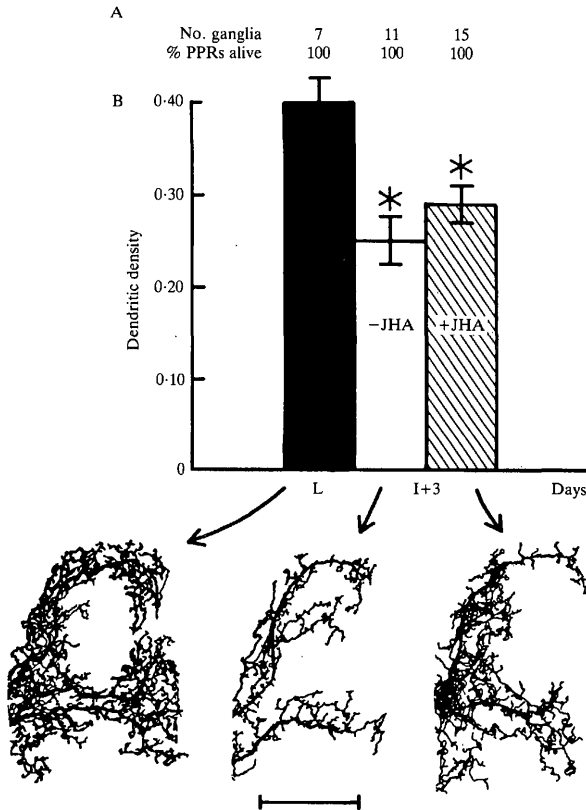 A
No. ganglia 7 11 15
% PPRs alive 100 100 100
B
0·40
0·30
0·20
0·10
0
Dendritic density
* *
−JHA +JHA
L I+3 Days